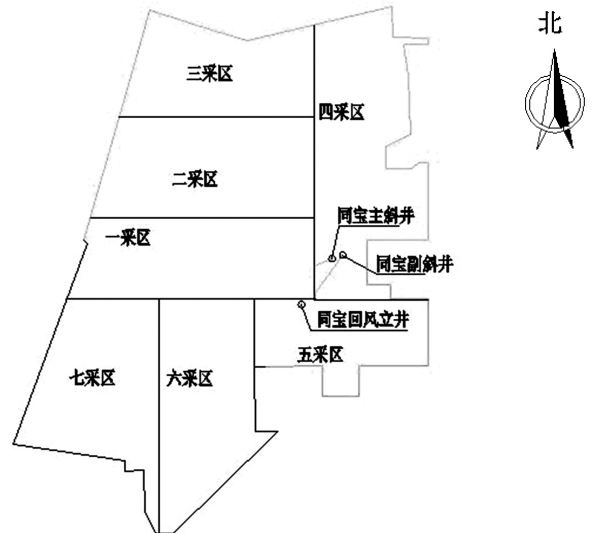 北
三采区
四采区
二采区
同宝主斜井
一采区
同宝副斜井
同宝回风立井
五采区
七采区
六采区